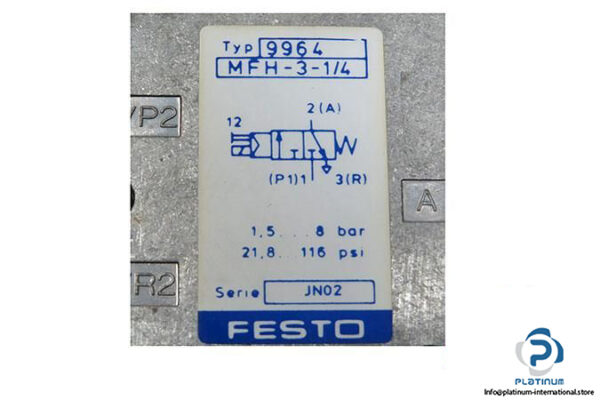 Typ 9964
MFH-3-1/4
2(A)
12
(P1)1 3(R)
/P2
A
1,5...8 bar
21,8...116 psi
/R2
Serie JN02
FESTO
PLATINUM
Info@platinum-international.store